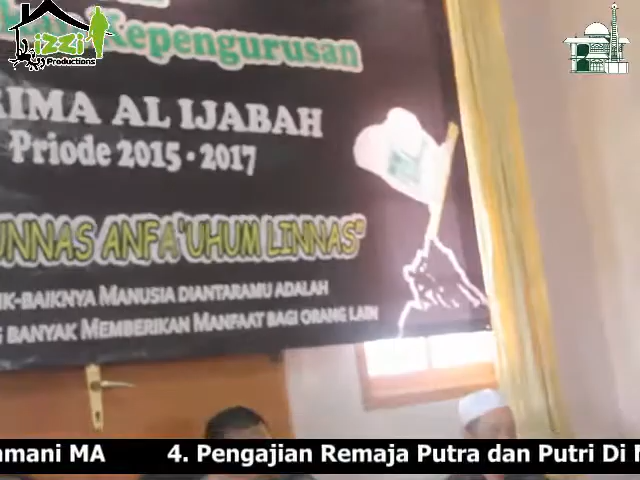 izzi
Productions
Kepengurusan
IMA AL IJABAH
Priode 2015 - 2017
UNNAS ANFA'UHUM LINNAS"
IK-BAIKNYA MANUSIA DIANTARAMU ADALAH
BANYAK MEMBERIKAN MANFAAT BAGI ORANG LAIN
amani MA 4. Pengajian Remaja Putra dan Putri Di